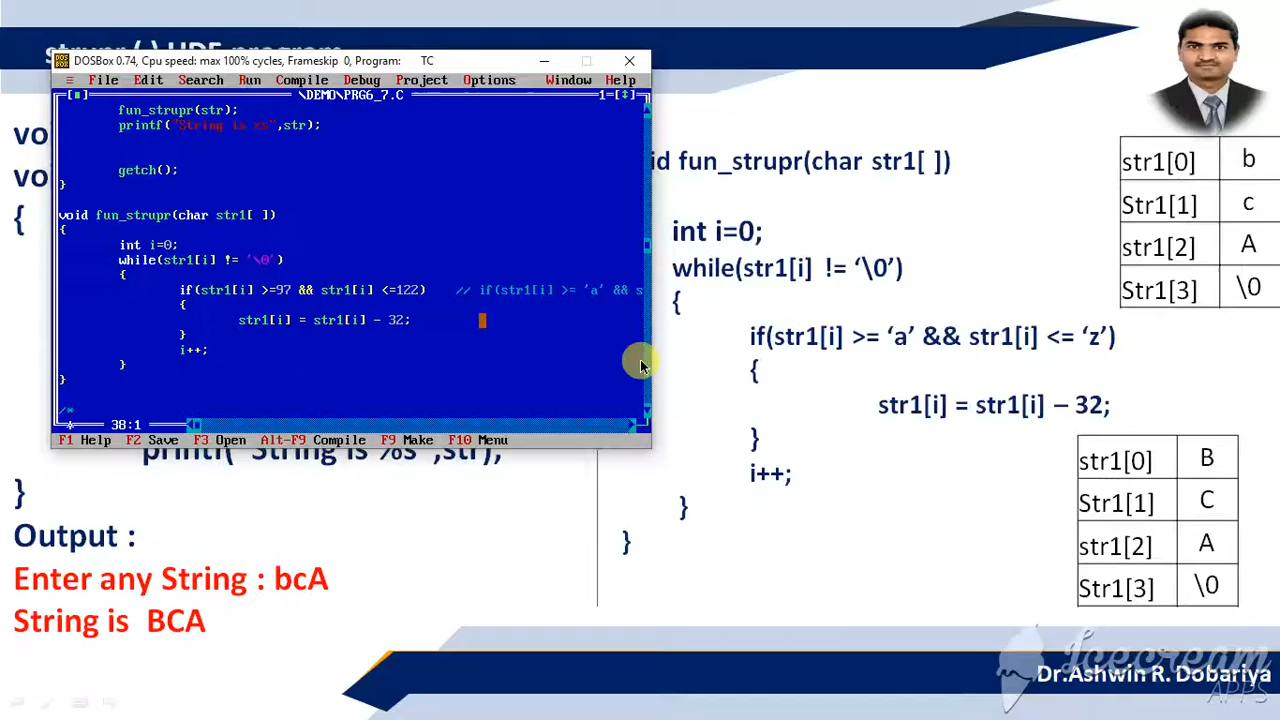 strupr( ) UDF program
DOSBox 0.74, Cpu speed: max 100% cycles, Frameskip 0, Program: TC
≡ File Edit Search Run Compile Debug Project Options Window Help
\DEMO\PRG6_7.C 1=[↕]
fun_strupr(str);
printf("String is %s",str);
getch();
}
void fun_strupr(char str1[ ])
{
int i=0;
while(str1[i] != '\0')
{
if(str1[i] >=97 && str1[i] <=122) // if(str1[i] >= 'a' && s
{
str1[i] = str1[i] - 32;
}
i++;
}
}
/*
38:1
F1 Help F2 Save F3 Open Alt-F9 Compile F9 Make F10 Menu
{
printf("String is %s",str);
}
Output :
Enter any String : bcA
String is BCA
id fun_strupr(char str1[ ])
int i=0;
while(str1[i] != ‘\0’)
{
if(str1[i] >= ‘a’ && str1[i] <= ‘z’)
{
str1[i] = str1[i] – 32;
}
i++;
}
}
str1[0] b
Str1[1] c
str1[2] A
Str1[3] \0
str1[0] B
Str1[1] C
str1[2] A
Str1[3] \0
Icecream
APPS
Dr.Ashwin R. Dobariya